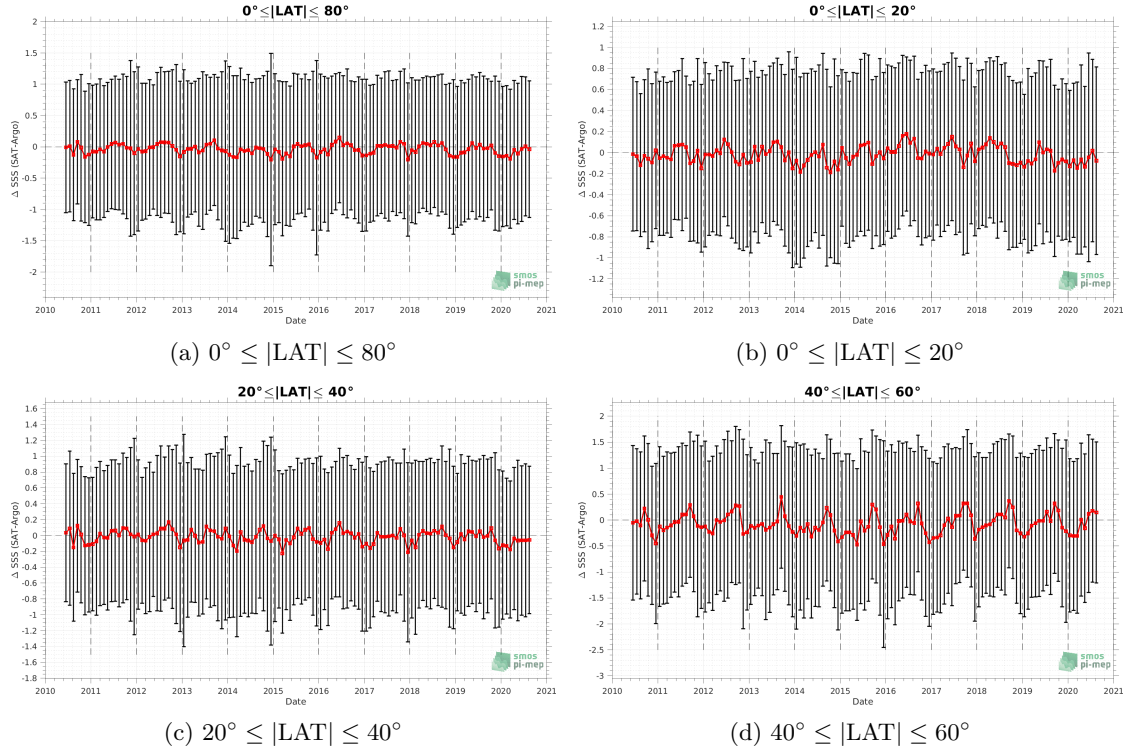 0°≤|LAT|≤ 80°
2
1.5
1
0.5
0
-0.5
-1
-1.5
-2
Δ SSS (SAT-Argo)
2010 2011 2012 2013 2014 2015 2016 2017 2018 2019 2020 2021
Date
smos
pi-mep
(a) 0° ≤ |LAT| ≤ 80°
0°≤|LAT|≤ 20°
1.2
1
0.8
0.6
0.4
0.2
0
-0.2
-0.4
-0.6
-0.8
-1
-1.2
Δ SSS (SAT-Argo)
2010 2011 2012 2013 2014 2015 2016 2017 2018 2019 2020 2021
Date
smos
pi-mep
(b) 0° ≤ |LAT| ≤ 20°
20°≤|LAT|≤ 40°
1.6
1.4
1.2
1
0.8
0.6
0.4
0.2
0
-0.2
-0.4
-0.6
-0.8
-1
-1.2
-1.4
-1.6
-1.8
Δ SSS (SAT-Argo)
2010 2011 2012 2013 2014 2015 2016 2017 2018 2019 2020 2021
Date
smos
pi-mep
(c) 20° ≤ |LAT| ≤ 40°
40°≤|LAT|≤ 60°
2
1.5
1
0.5
0
-0.5
-1
-1.5
-2
-2.5
-3
Δ SSS (SAT-Argo)
2010 2011 2012 2013 2014 2015 2016 2017 2018 2019 2020 2021
Date
smos
pi-mep
(d) 40° ≤ |LAT| ≤ 60°